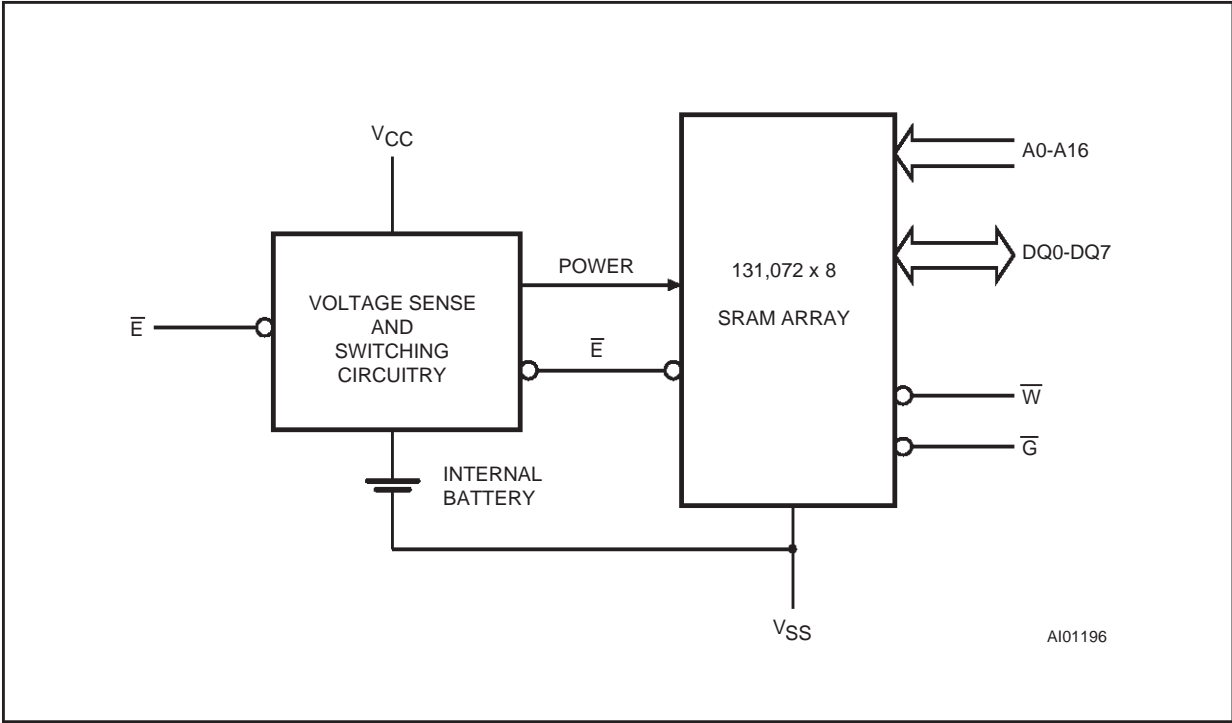 VCC
A0-A16
DQ0-DQ7
POWER
131,072 x 8
SRAM ARRAY
E̅
VOLTAGE SENSE
AND
SWITCHING
CIRCUITRY
E̅
W̅
G̅
INTERNAL
BATTERY
VSS
AI01196